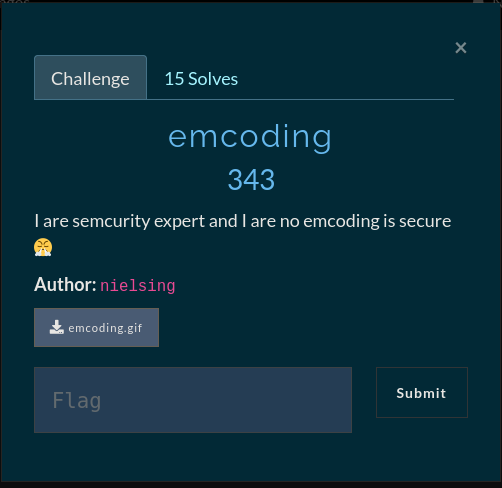 ×
Challenge
15 Solves
emcoding
343
I are semcurity expert and I are no emcoding is secure
😤
Author: nielsing
emcoding.gif
Flag
Submit